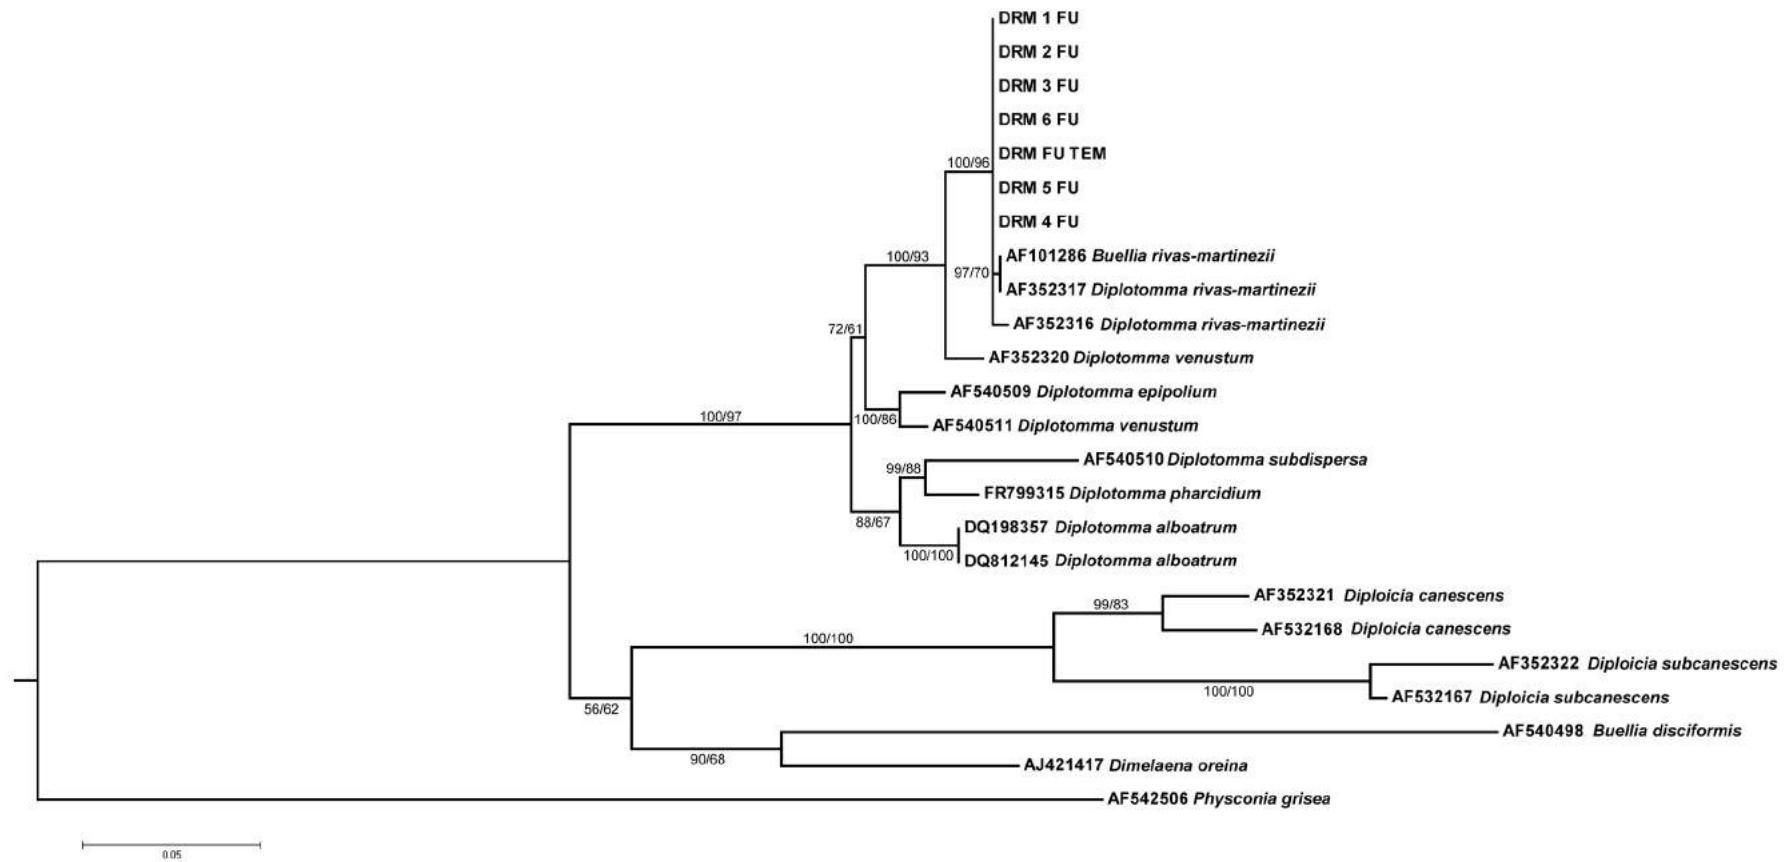 DRM 1 FU
DRM 2 FU
DRM 3 FU
DRM 6 FU
DRM FU TEM
100/96
DRM 5 FU
DRM 4 FU
100/93
AF101286 Buellia rivas-martinezii
97/70
AF352317 Diplotomma rivas-martinezii
AF352316 Diplotomma rivas-martinezii
72/61
AF352320 Diplotomma venustum
AF540509 Diplotomma epipolium
100/97
100/86
AF540511 Diplotomma venustum
AF540510 Diplotomma subdispersa
99/88
FR799315 Diplotomma pharcidium
88/67
DQ198357 Diplotomma alboatrum
100/100
DQ812145 Diplotomma alboatrum
AF352321 Diploicia canescens
99/83
AF532168 Diploicia canescens
100/100
AF352322 Diploicia subcanescens
100/100
AF532167 Diploicia subcanescens
56/62
AF540498 Buellia disciformis
90/68
AJ421417 Dimelaena oreina
AF542506 Physconia grisea
0.05